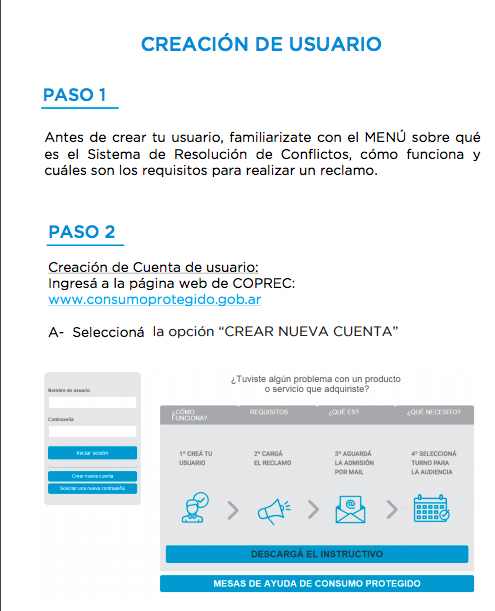 CREACIÓN DE USUARIO
PASO 1
Antes de crear tu usuario, familiarizate con el MENÚ sobre qué
es el Sistema de Resolución de Conflictos, cómo funciona y
cuáles son los requisitos para realizar un reclamo.
PASO 2
Creación de Cuenta de usuario:
Ingresá a la página web de COPREC:
www.consumoprotegido.gob.ar
A- Seleccioná la opción “CREAR NUEVA CUENTA”
Nombre de usuario
Contraseña
Iniciar sesión
Crear nueva cuenta
Solicitar una nueva contraseña
¿Tuviste algún problema con un producto
o servicio que adquiriste?
¿CÓMO
FUNCIONA?
REQUISITOS
¿QUÉ ES?
¿QUÉ NECESITO?
1º CREÁ TU
USUARIO
2º CARGÁ
EL RECLAMO
3º AGUARDÁ
LA ADMISIÓN
POR MAIL
4º SELECCIONÁ
TURNO PARA
LA AUDIENCIA
DESCARGÁ EL INSTRUCTIVO
MESAS DE AYUDA DE CONSUMO PROTEGIDO